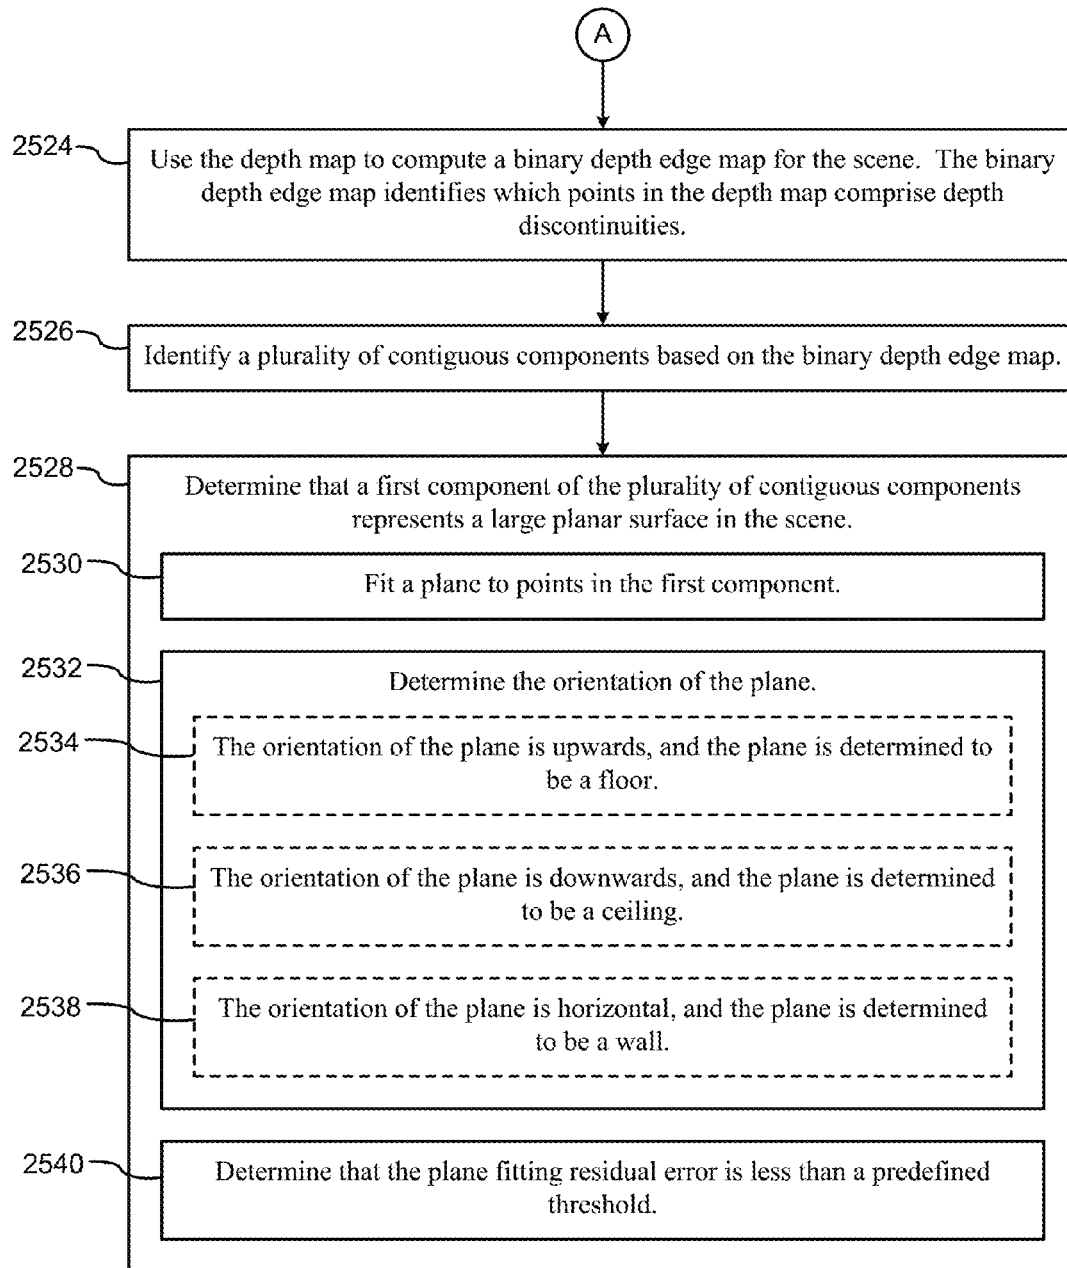 A
2524
Use the depth map to compute a binary depth edge map for the scene. The binary
depth edge map identifies which points in the depth map comprise depth
discontinuities.
2526
Identify a plurality of contiguous components based on the binary depth edge map.
2528
Determine that a first component of the plurality of contiguous components
represents a large planar surface in the scene.
2530
Fit a plane to points in the first component.
2532
Determine the orientation of the plane.
2534
The orientation of the plane is upwards, and the plane is determined to
be a floor.
2536
The orientation of the plane is downwards, and the plane is determined
to be a ceiling.
2538
The orientation of the plane is horizontal, and the plane is determined
to be a wall.
2540
Determine that the plane fitting residual error is less than a predefined
threshold.